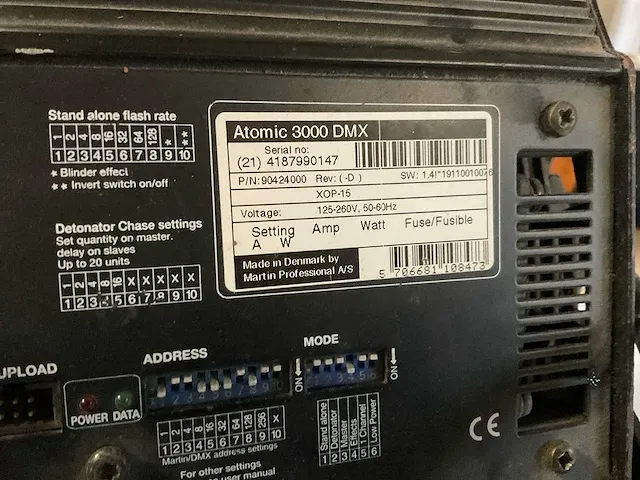 Stand alone flash rate
1 2 4 8 16 32 64 128 * **
1 2 3 4 5 6 7 8 9 10
* Blinder effect
** Invert switch on/off
Detonator Chase settings
Set quantity on master.
delay on slaves
Up to 20 units
1 2 4 8 16 X X X X X
1 2 3 4 5 6 7 8 9 10
Atomic 3000 DMX
Serial no:
(21) 4187990147
P/N: 90424000 Rev: (-D) SW: 1.4!*1911001007
XOP-15
Voltage: 125-260V, 50-60Hz
Setting Amp Watt Fuse/Fusible
A W
Made in Denmark by
Martin Professional A/S
5 706681 108473
UPLOAD
POWER DATA
ADDRESS
ON
1 2 4 8 16 32 64 128 256 X
1 2 3 4 5 6 7 8 9 10
Martin/DMX address settings
For other settings
user manual
MODE
ON
1 Stand alone
2 Detonator
3 Master
4 Effects
5 Channel
6 Low Power
CE